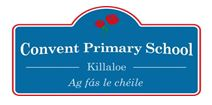 Convent Primary School
Killaloe
Ag fás le chéile